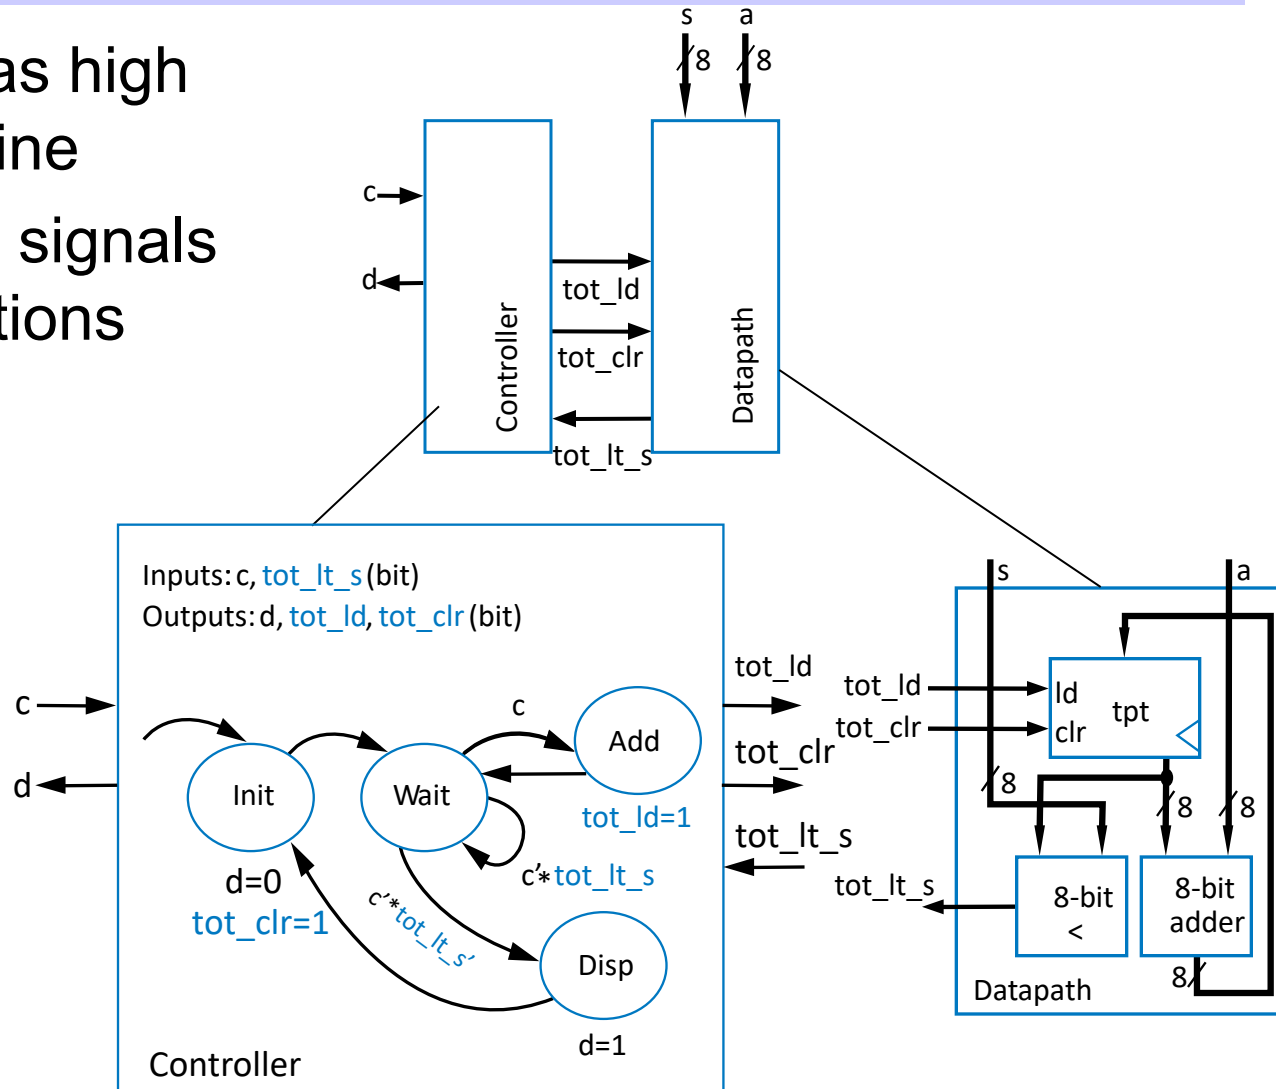 as high
ine
signals
tions
s a
8 8
c
d
Controller
tot_ld
tot_clr
tot_lt_s
Datapath
Inputs: c, tot_lt_s (bit)
Outputs: d, tot_ld, tot_clr (bit)
c
d
Init
d=0
tot_clr=1
Wait
c
Add
tot_ld=1
c'*tot_lt_s
c'*tot_lt_s'
Disp
d=1
Controller
tot_ld
tot_clr
tot_lt_s
s a
tot_ld
tot_clr
ld
clr
tpt
8
8
8
tot_lt_s
8-bit
<
8-bit
adder
8
Datapath